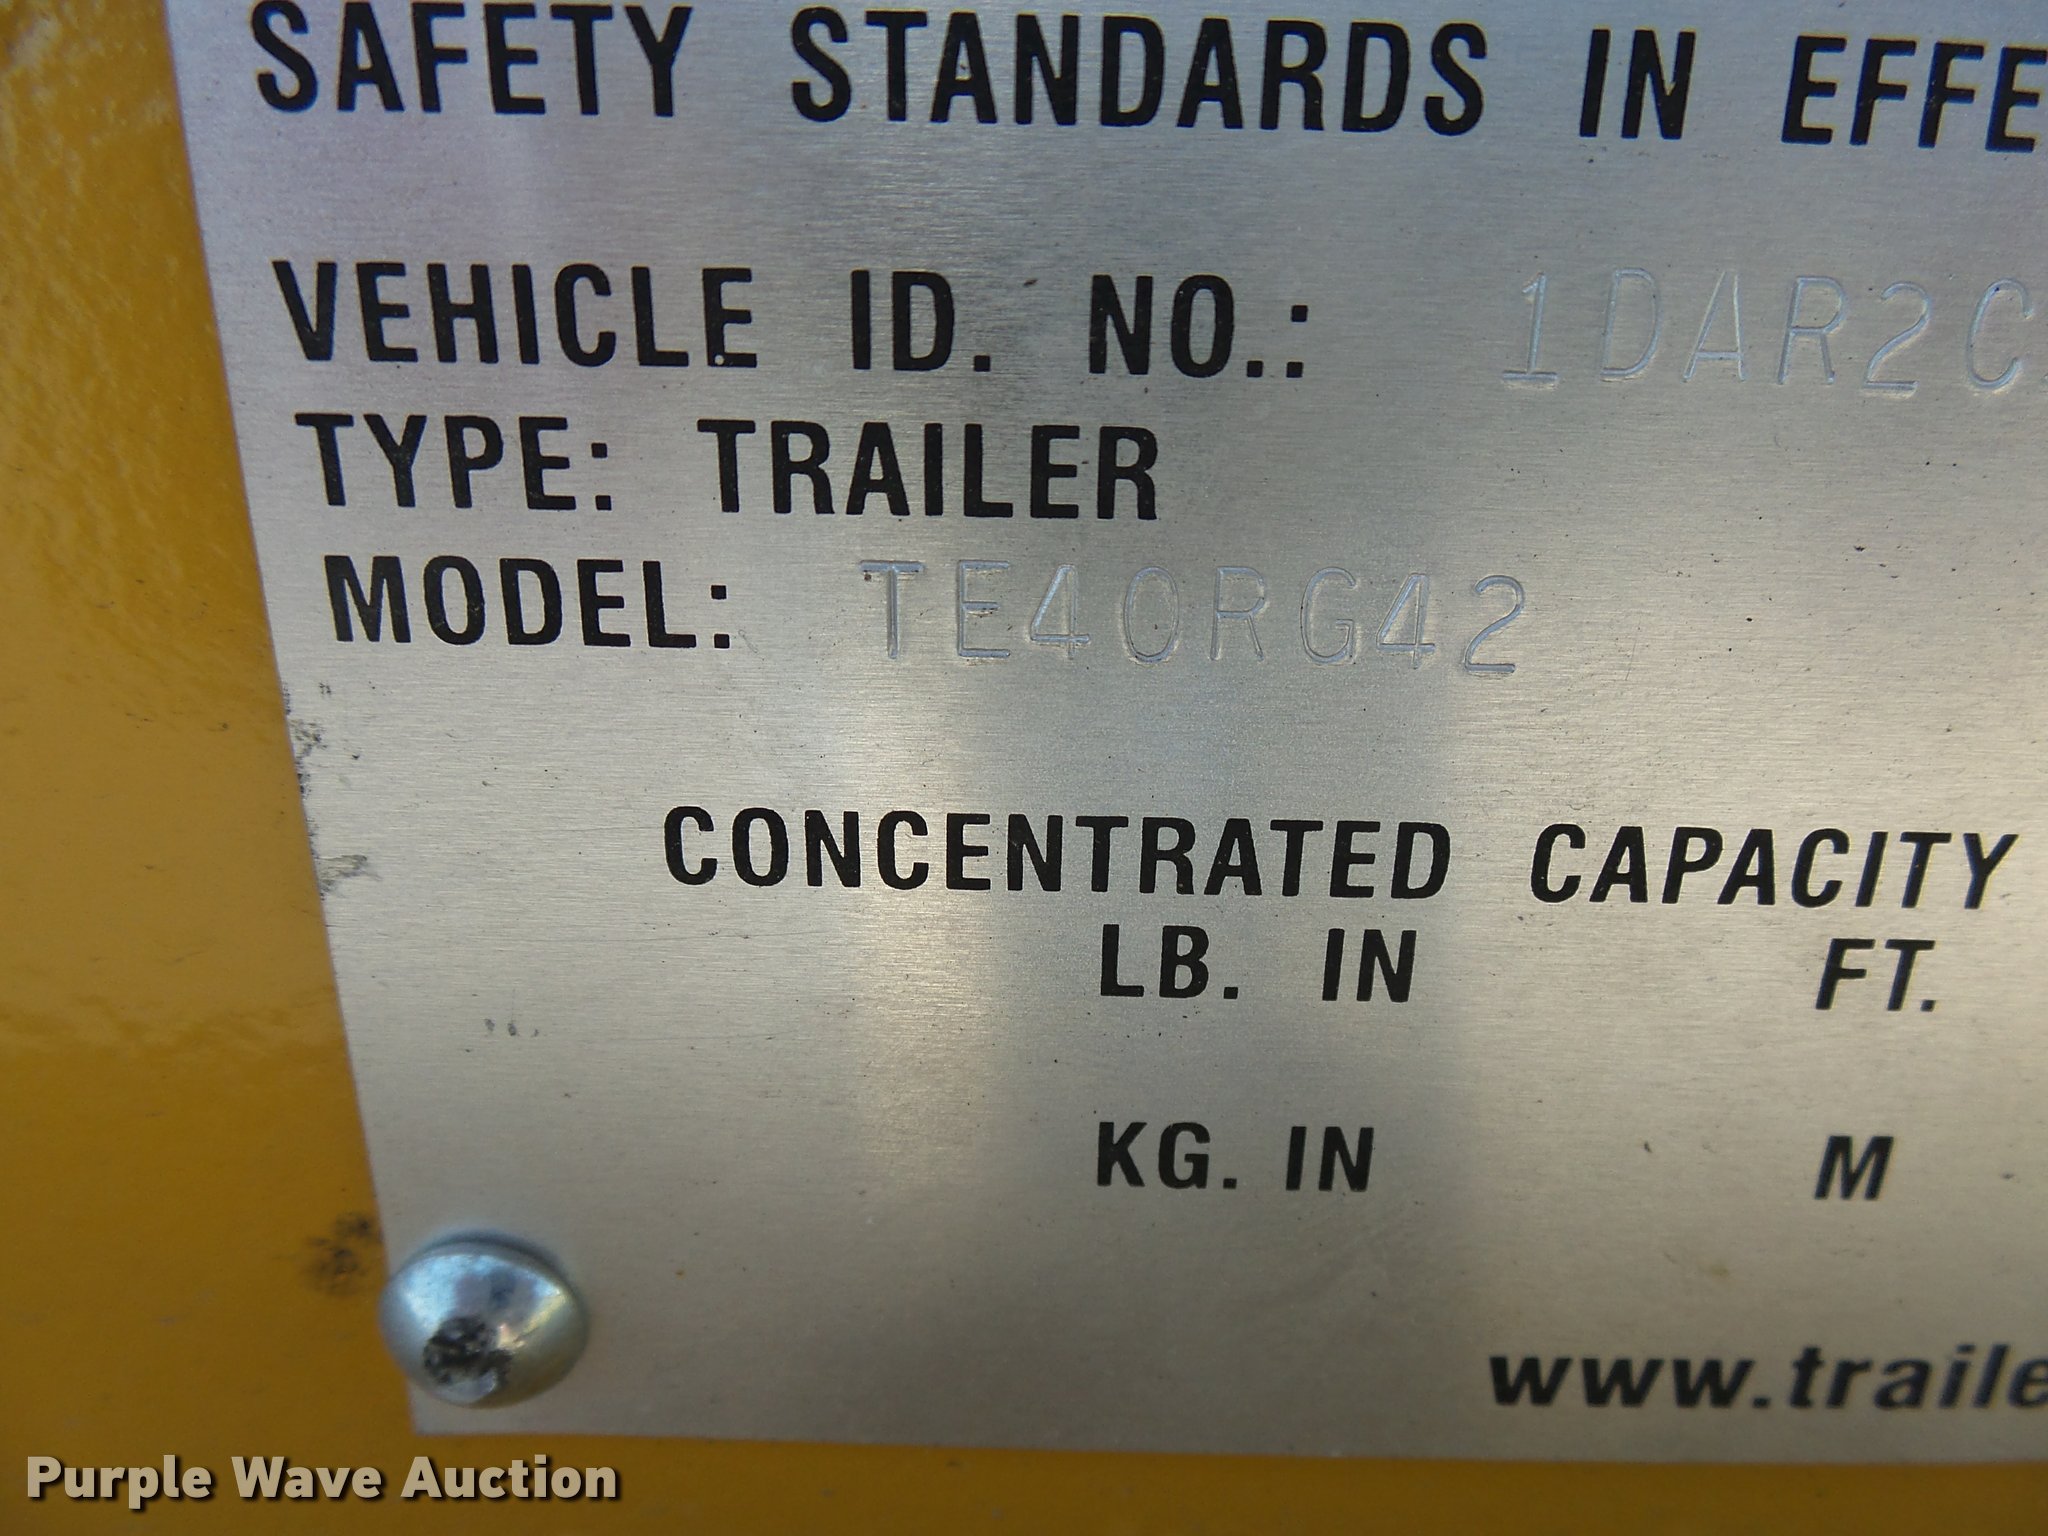 SAFETY STANDARDS IN EFFE
VEHICLE ID. NO.: 1DAR2C
TYPE: TRAILER
MODEL: TE40RG42
CONCENTRATED CAPACITY
LB. IN FT.
KG. IN M
www.traile
Purple Wave Auction